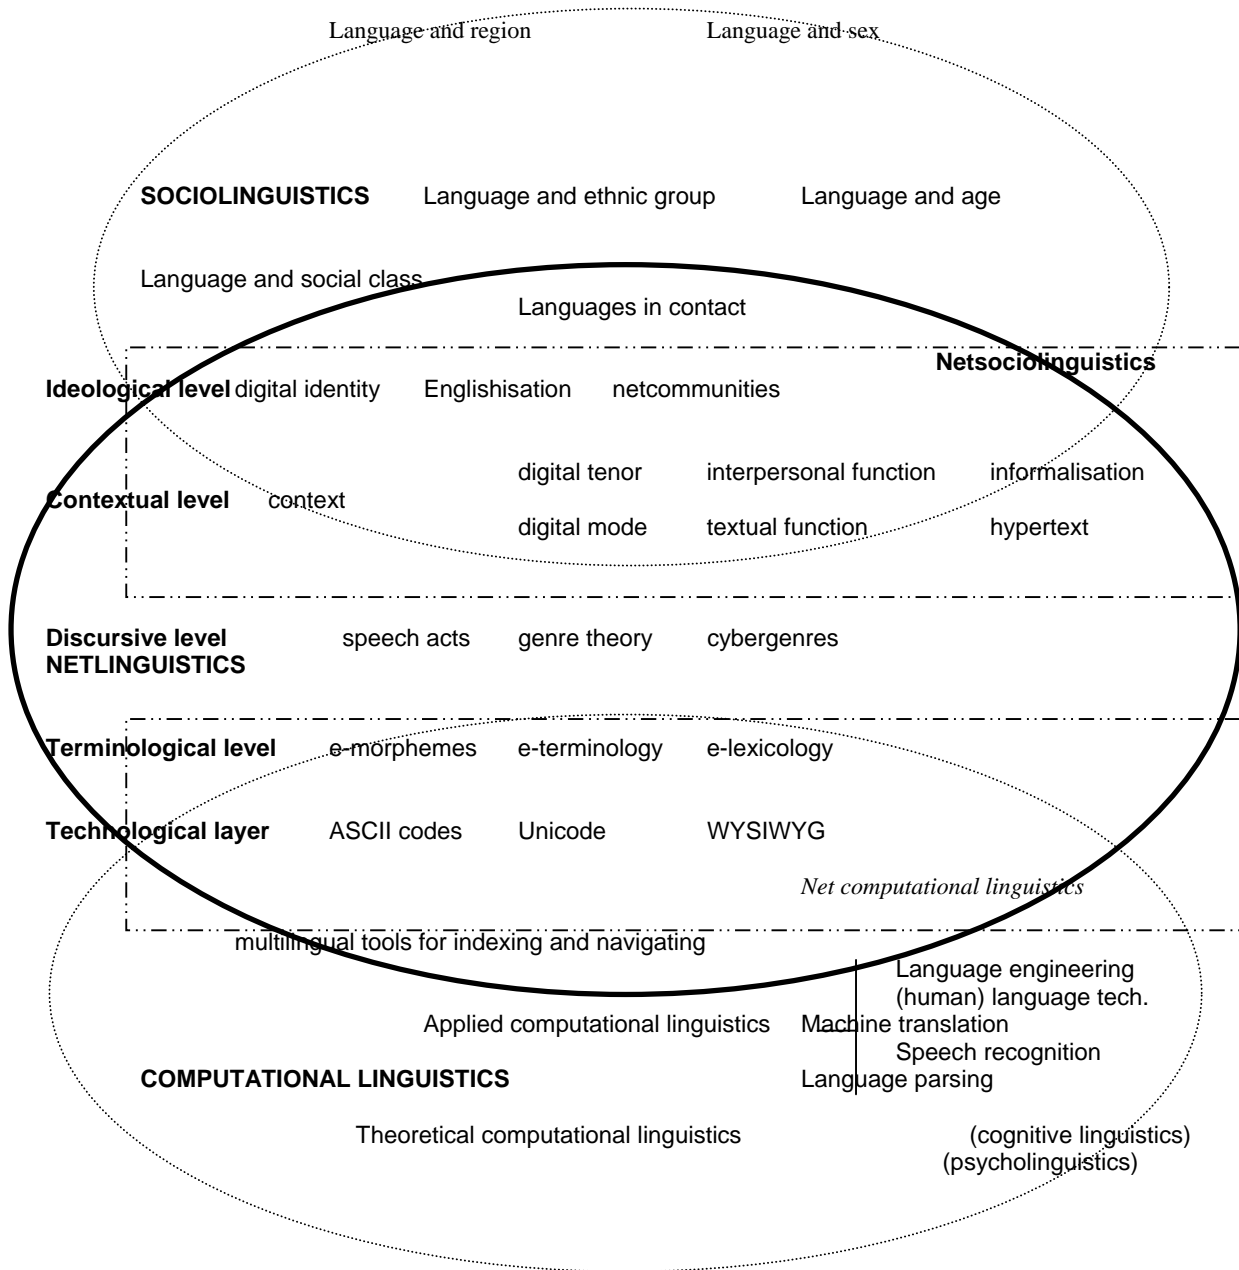 Language and region Language and sex
SOCIOLINGUISTICS Language and ethnic group Language and age
Language and social class
Languages in contact
Netsociolinguistics
Ideological level digital identity Englishisation netcommunities
digital tenor interpersonal function informalisation
Contextual level context
digital mode textual function hypertext
Discursive level speech acts genre theory cybergenres
NETLINGUISTICS
Terminological level e-morphemes e-terminology e-lexicology
Technological layer ASCII codes Unicode WYSIWYG
Net computational linguistics
multilingual tools for indexing and navigating
Language engineering
(human) language tech.
Applied computational linguistics Machine translation
Speech recognition
COMPUTATIONAL LINGUISTICS Language parsing
Theoretical computational linguistics (cognitive linguistics)
(psycholinguistics)